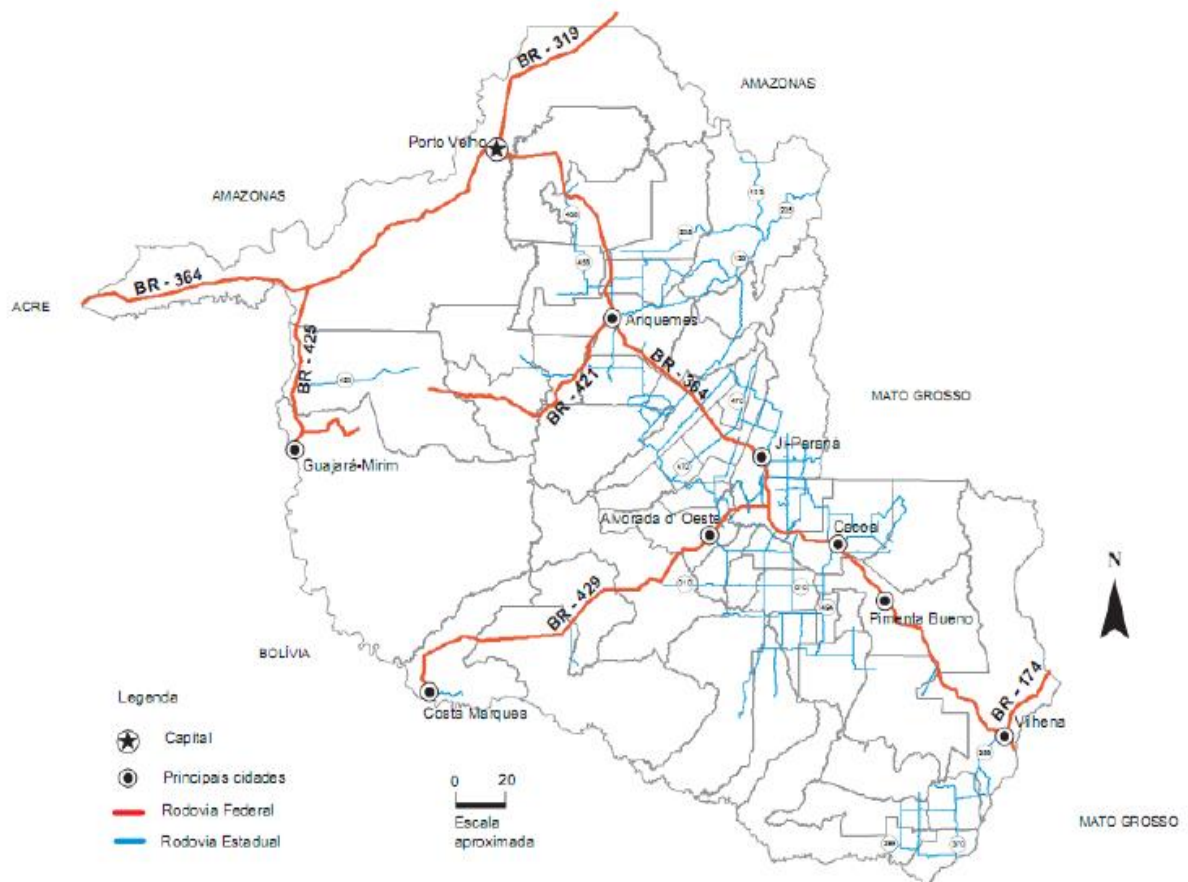 BR - 319
AMAZONAS
Porto Velho
AMAZONAS
BR - 364
ACRE
Ariquemes
BR - 425
BR - 421
BR - 364
MATO GROSSO
Ji-Paraná
Guajará-Mirim
Alvorada d' Oeste
Cacoal
N
BR - 429
Pimenta Bueno
BOLÍVIA
BR - 174
Legenda
Costa Marques
Vilhena
Capital
Principais cidades
0 20
Rodovia Federal
Escala
aproximada
Rodovia Estadual
MATO GROSSO